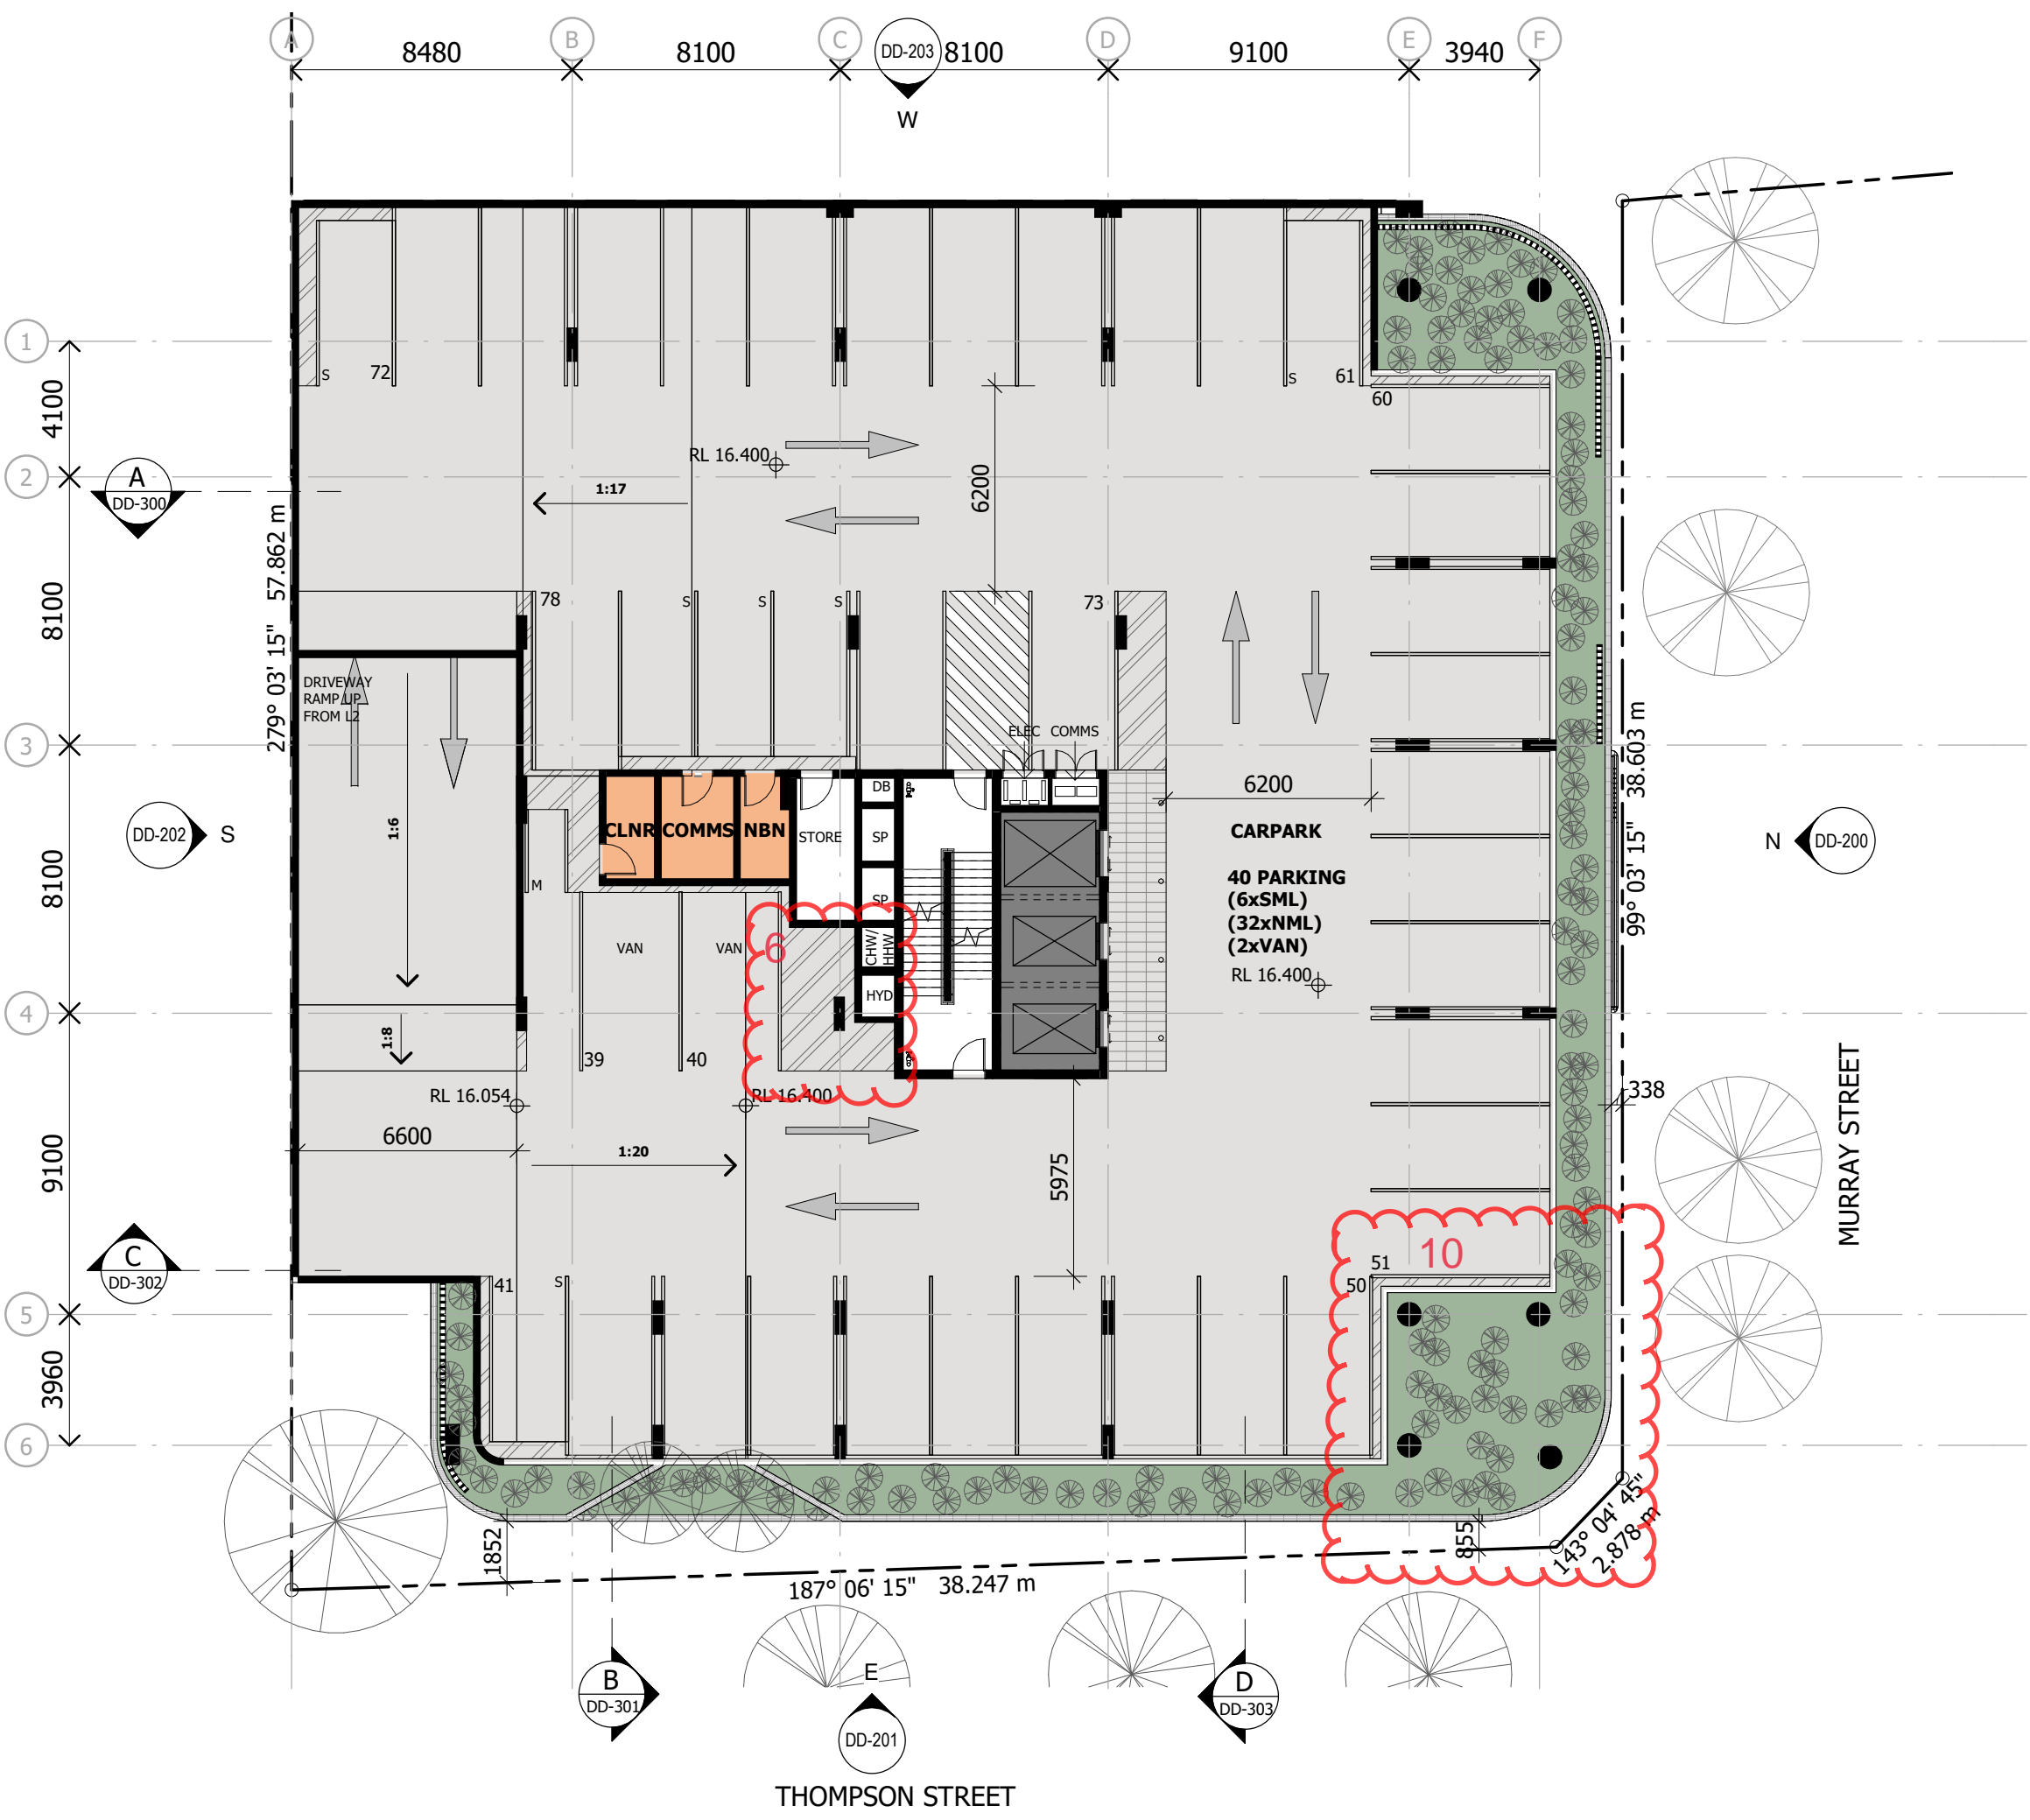 A
8480
B
8100
C
DD-203
8100
D
9100
E
3940
F
W
1
4100
2
8100
3
8100
4
9100
5
3960
6
A
DD-300
279° 03' 15"   57.862 m
S
72
S
61
60
RL 16.400
1:17
6200
78
S
S
S
73
DRIVEWAY
RAMP UP
FROM L2
ELEC
COMMS
DD-202
S
1:6
CLNR
COMMS
NBN
STORE
DB
SP
SP
CHW/
HHW
HYD
M
VAN
VAN
6
6200
CARPARK
40 PARKING
(6xSML)
(32xNML)
(2xVAN)
RL 16.400
N
DD-200
99° 03' 15"   38.603 m
1:8
39
40
RL 16.054
RL 16.400
6600
1:20
5975
338
MURRAY STREET
C
DD-302
41
S
51
50
10
1852
855
143° 04' 45"
2.878 m
187° 06' 15"   38.247 m
B
DD-301
E
DD-201
D
DD-303
THOMPSON STREET